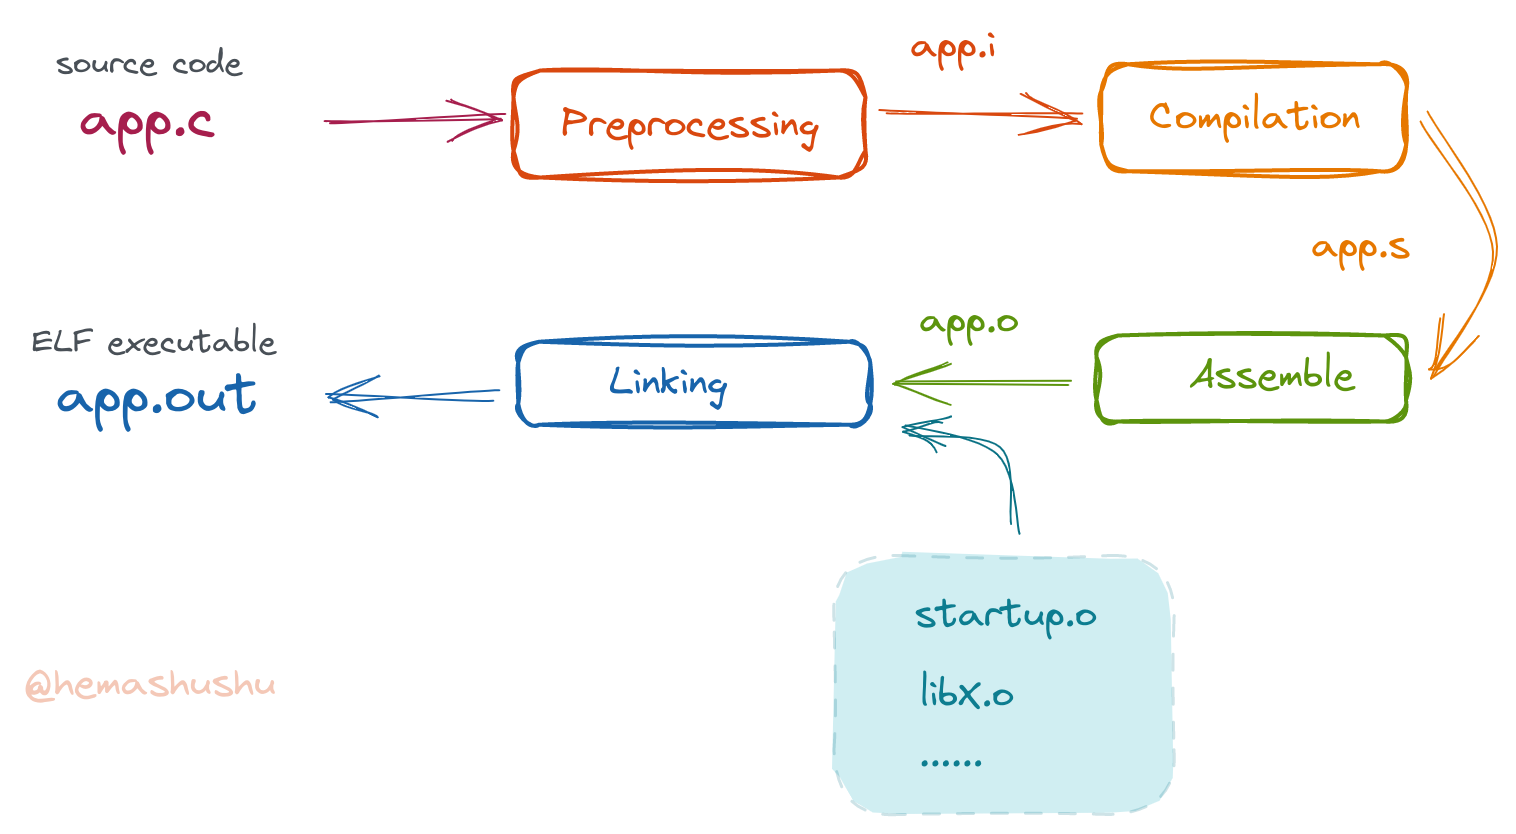 source code
app.c
Preprocessing
app.i
Compilation
app.s
Assemble
app.o
Linking
ELF executable
app.out
startup.o
libX.o
......
@hemashushu